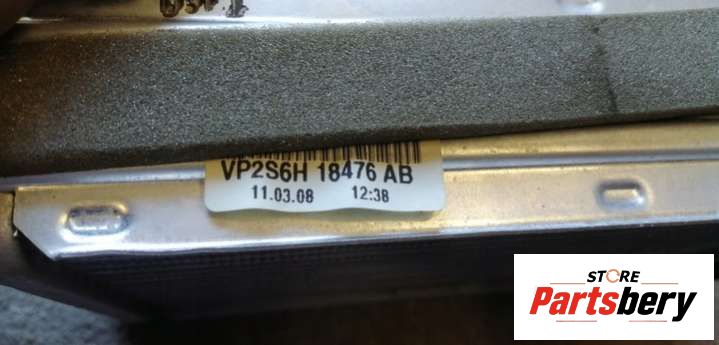 VP2S6H 18476 AB
11.03.08 12:38
STORE
Partsbery